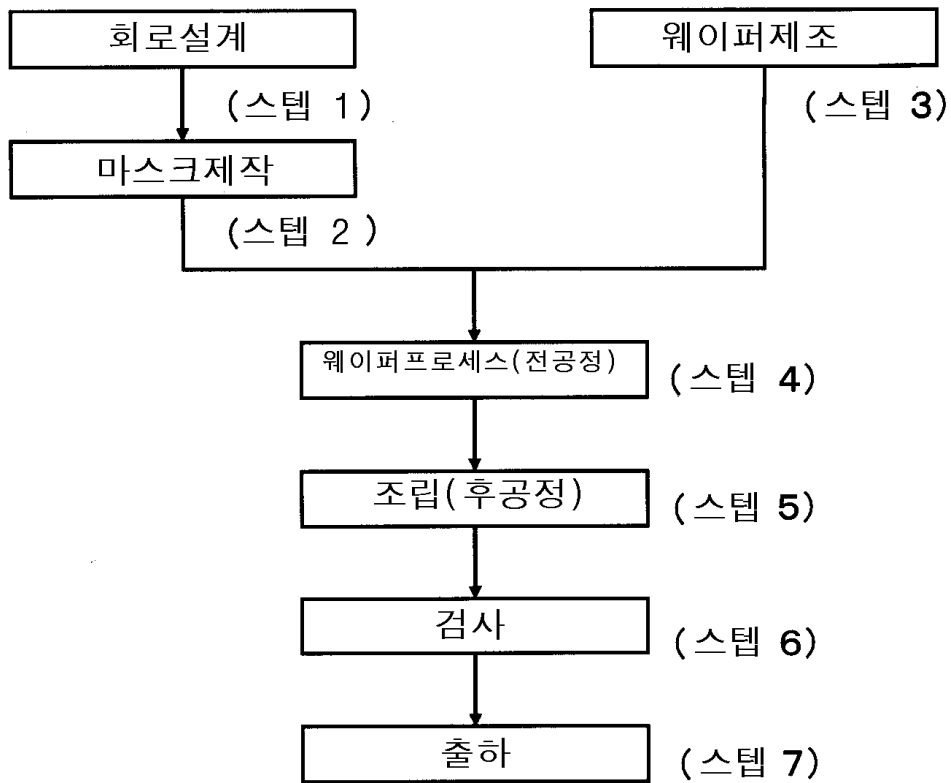 회로설계
(스텝 1)
마스크제작
(스텝 2 )
웨이퍼제조
(스텝 3)
웨이퍼프로세스(전공정)
(스텝 4)
조립(후공정)
(스텝 5)
검사
(스텝 6)
출하
(스텝 7)